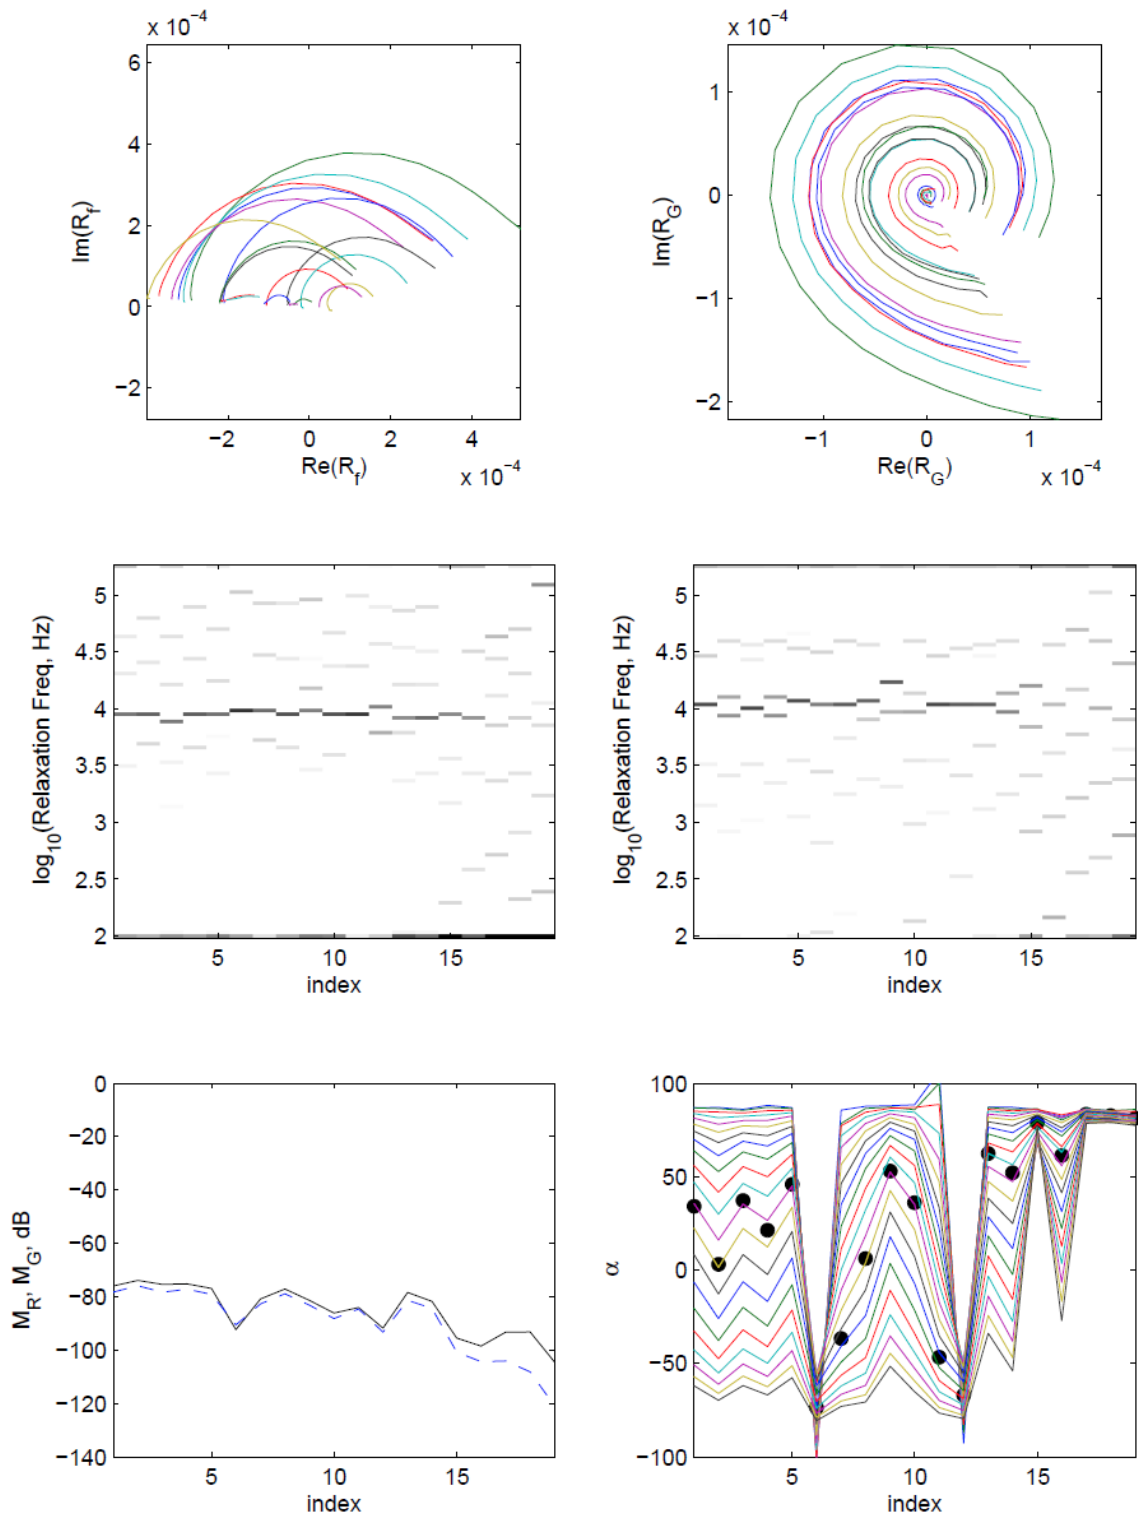 x 10⁻⁴
6
4
2
0
−2
Im(R_f)
−2 0 2 4
Re(R_f)
x 10⁻⁴
x 10⁻⁴
1
0
−1
−2
Im(R_G)
−1 0 1
Re(R_G)
x 10⁻⁴
5
4.5
4
3.5
3
2.5
2
log₁₀(Relaxation Freq, Hz)
5 10 15
index
5
4.5
4
3.5
3
2.5
2
log₁₀(Relaxation Freq, Hz)
5 10 15
index
0
−20
−40
−60
−80
−100
−120
−140
M_R, M_G, dB
5 10 15
index
100
50
0
−50
−100
α
5 10 15
index